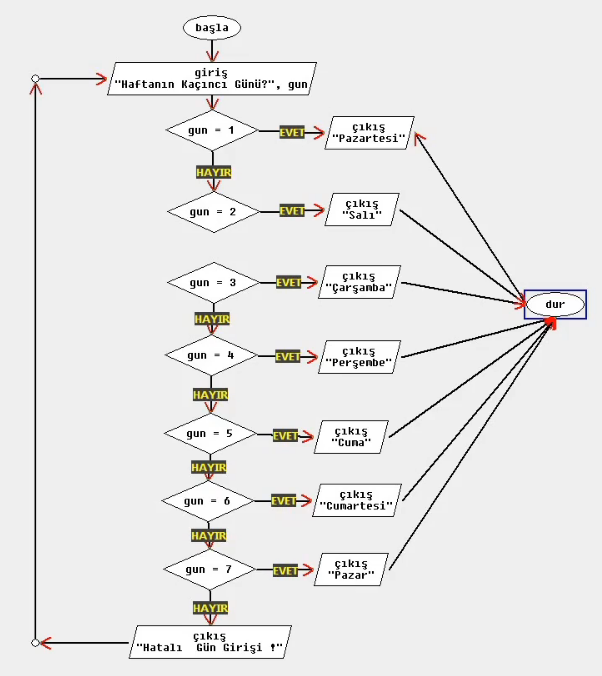 başla
giriş
"Haftanın Kaçıncı Günü?", gun
gun = 1
EVET
çıkış
"Pazartesi"
HAYIR
gun = 2
EVET
çıkış
"Salı"
gun = 3
EVET
çıkış
"Çarşamba"
dur
HAYIR
gun = 4
EVET
çıkış
"Perşembe"
HAYIR
gun = 5
EVET
çıkış
"Cuma"
HAYIR
gun = 6
EVET
çıkış
"Cumartesi"
HAYIR
gun = 7
EVET
çıkış
"Pazar"
HAYIR
çıkış
"Hatalı  Gün Girişi !"